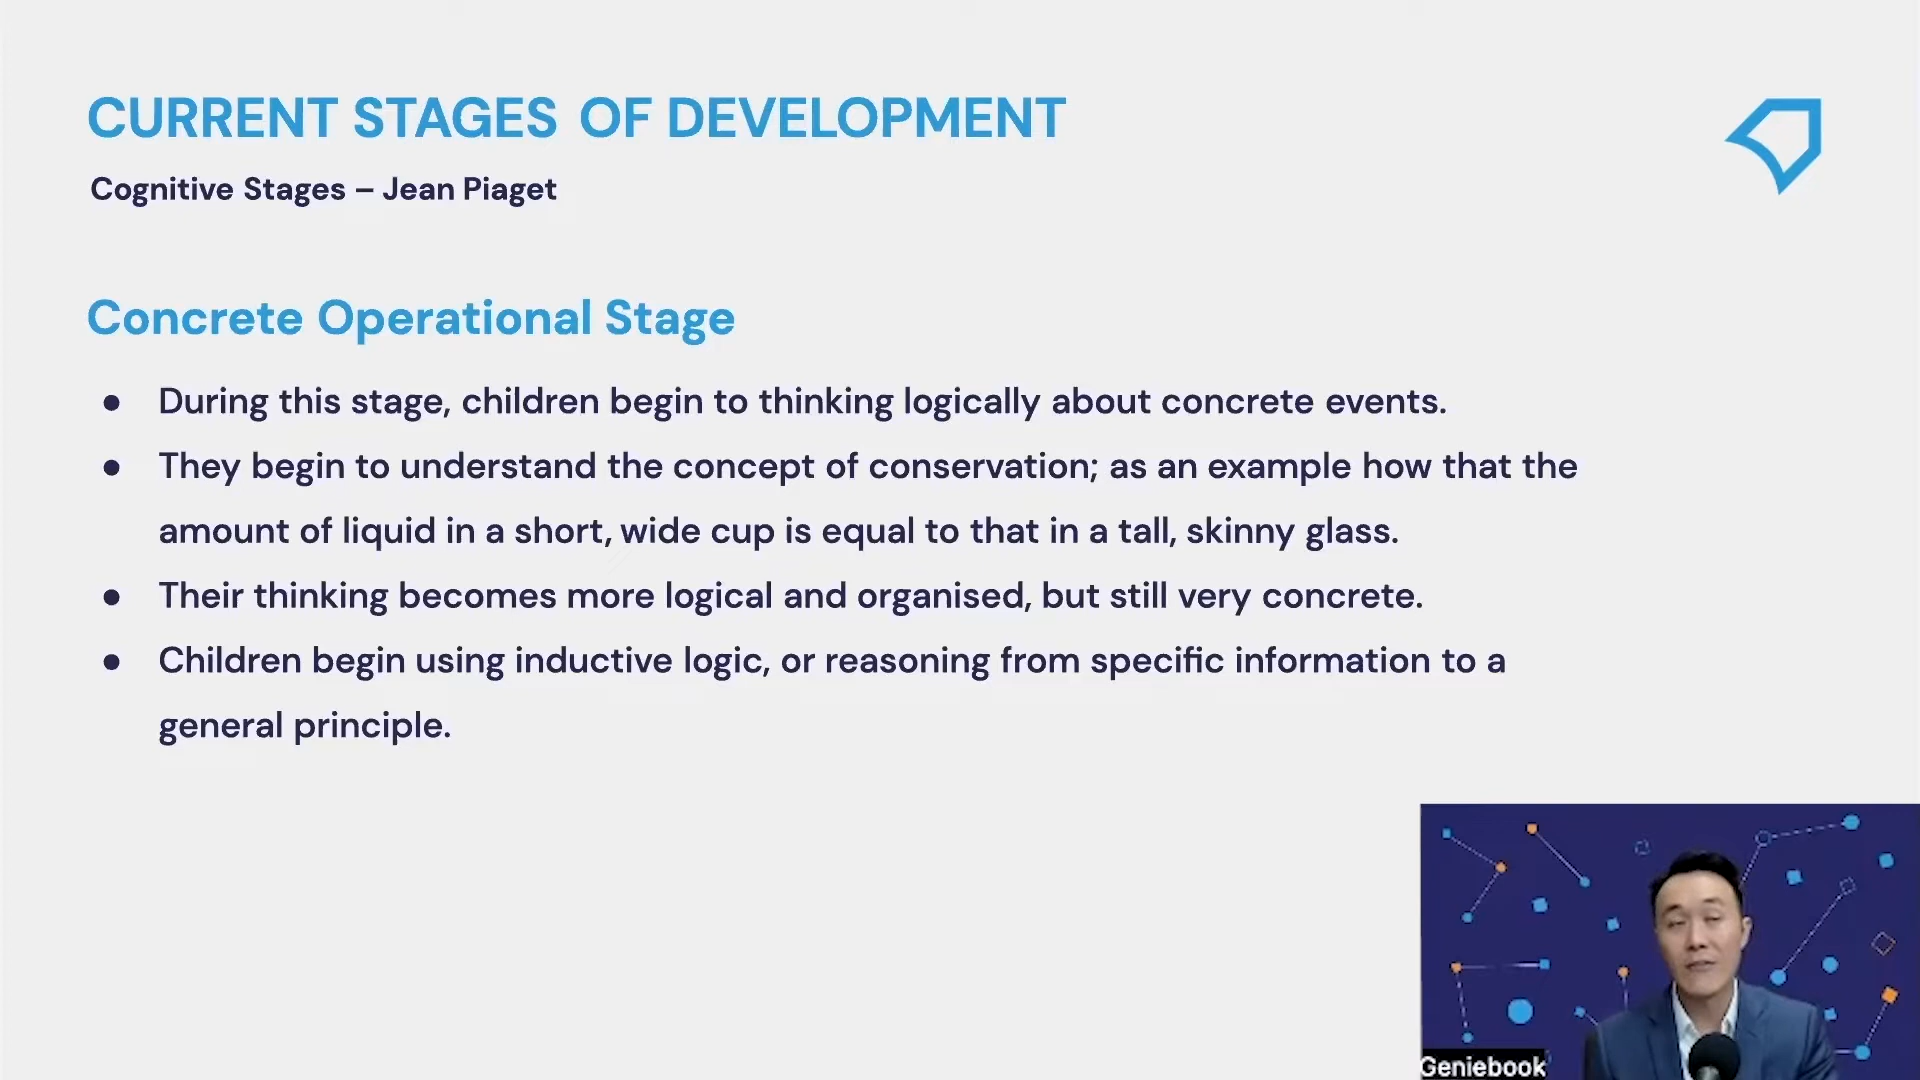 CURRENT STAGES OF DEVELOPMENT
Cognitive Stages – Jean Piaget
Concrete Operational Stage
● During this stage, children begin to thinking logically about concrete events.
● They begin to understand the concept of conservation; as an example how that the
amount of liquid in a short, wide cup is equal to that in a tall, skinny glass.
● Their thinking becomes more logical and organised, but still very concrete.
● Children begin using inductive logic, or reasoning from specific information to a
general principle.
Geniebook